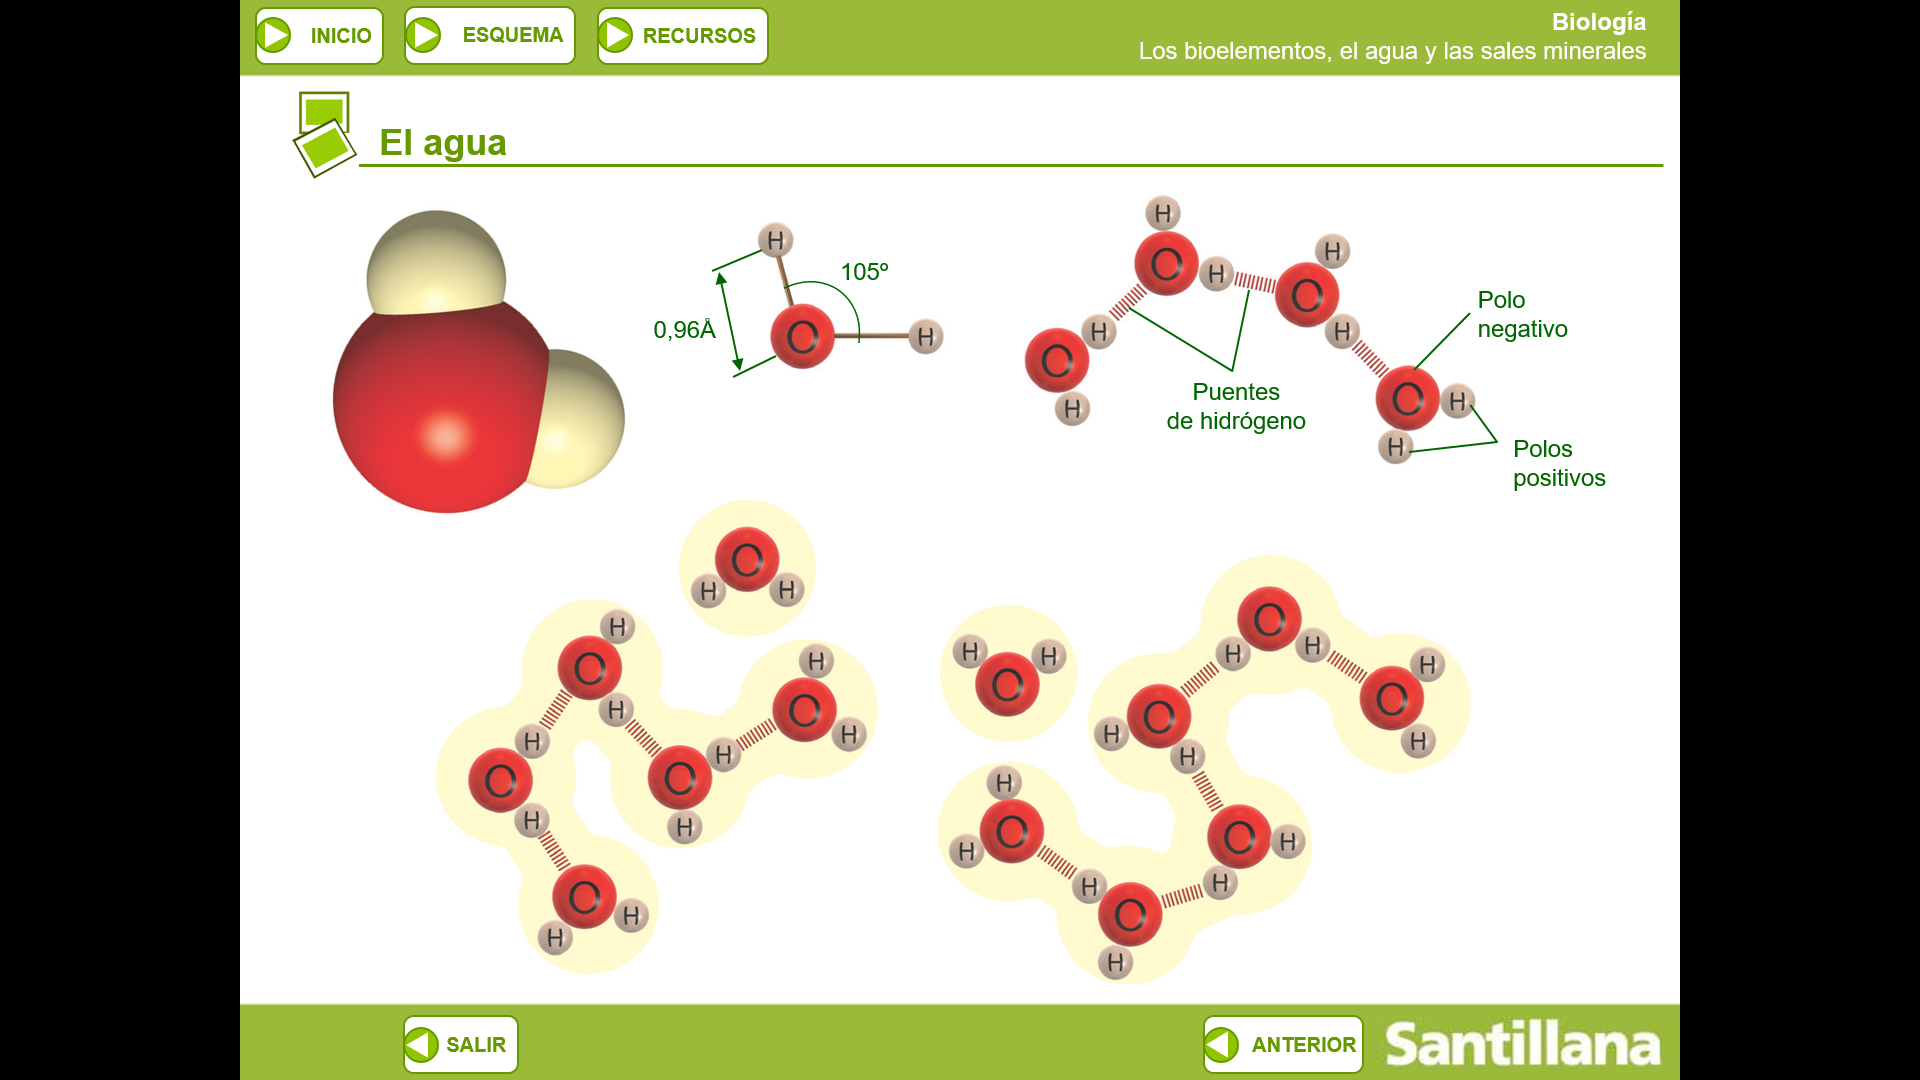 INICIO
ESQUEMA
RECURSOS
Biología
Los bioelementos, el agua y las sales minerales
El agua
H
105º
0,96Å
O
H
H
O
H
O
H
H
O
H
H
O
H
H
Puentes
de hidrógeno
Polo
negativo
Polos
positivos
O
H
H
H
O
H
H
O
H
O
H
H
O
H
H
O
H
H
O
H
H
H
H
O
O
H
H
O
H
H
O
H
H
O
H
H
H
O
H
H
O
H
SALIR
ANTERIOR
Santillana